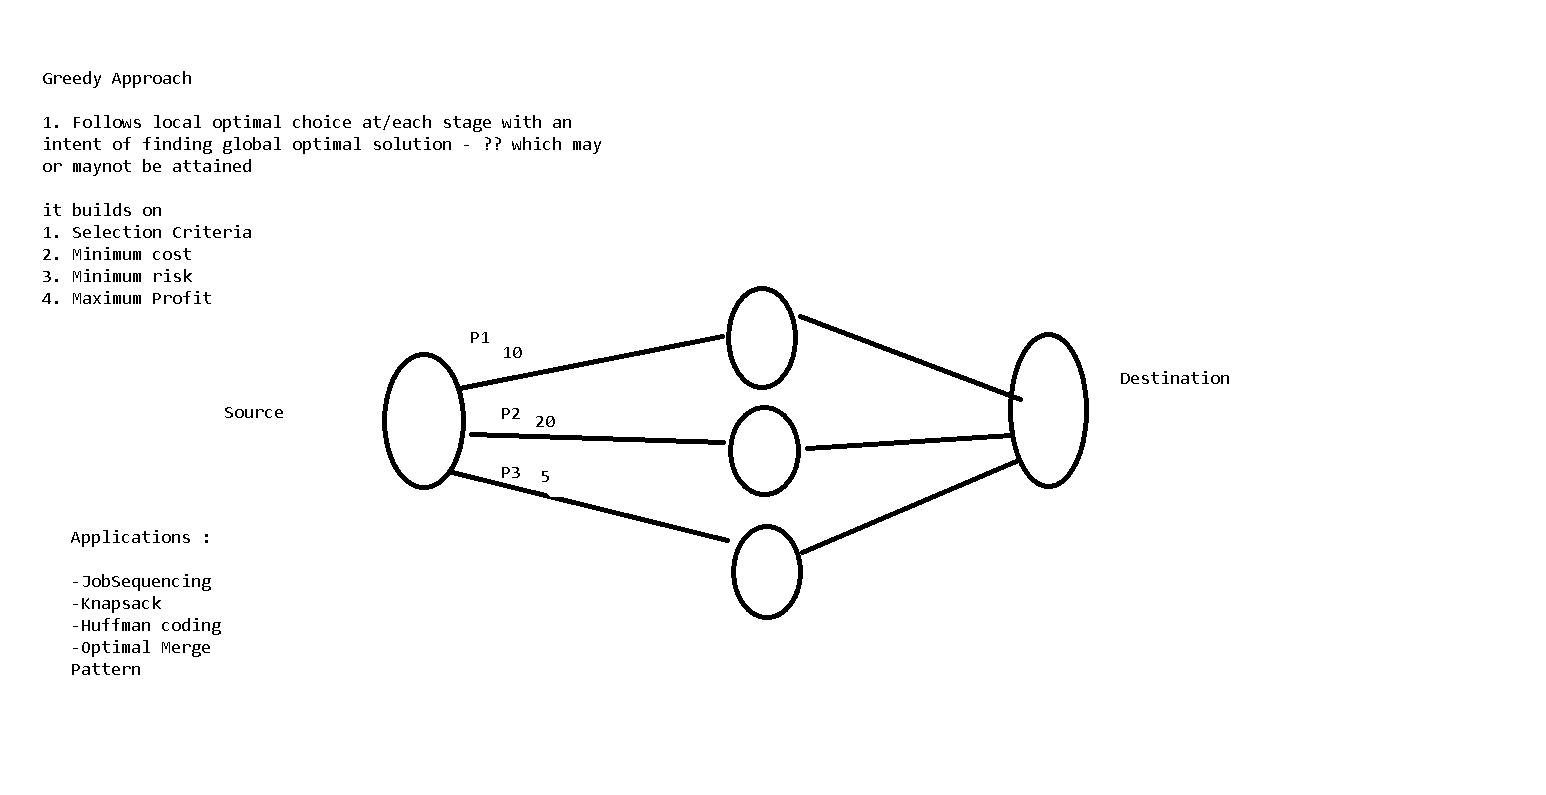 Greedy Approach
1. Follows local optimal choice at/each stage with an
intent of finding global optimal solution - ?? which may
or maynot be attained
it builds on
1. Selection Criteria
2. Minimum cost
3. Minimum risk
4. Maximum Profit
P1
10
Destination
Source
P2
20
P3
5
Applications :
-JobSequencing
-Knapsack
-Huffman coding
-Optimal Merge
Pattern